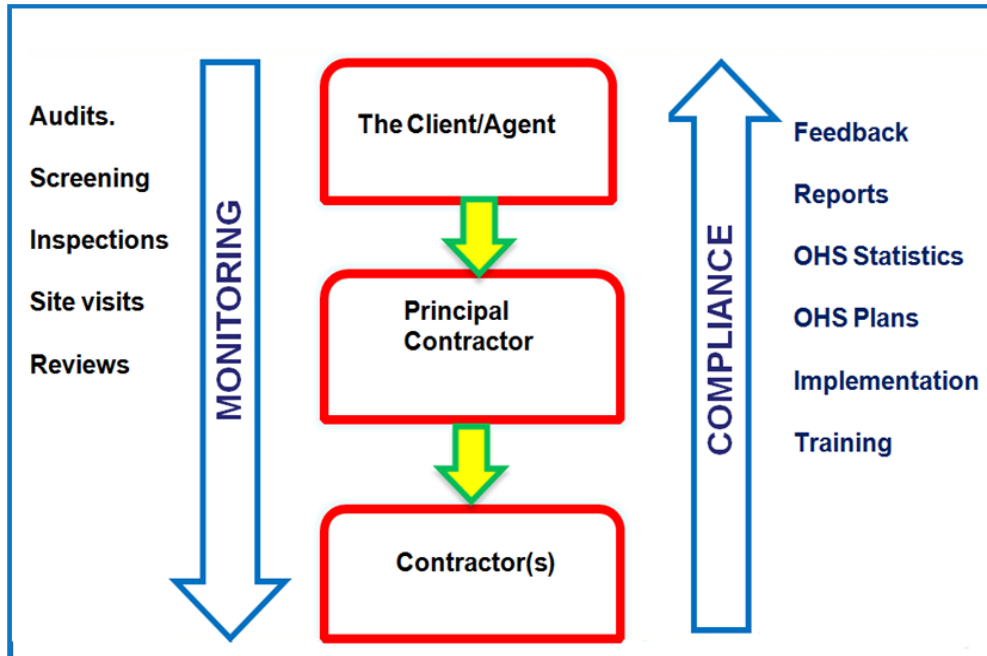 Audits.
Screening
Inspections
Site visits
Reviews
MONITORING
The Client/Agent
Principal
Contractor
Contractor(s)
COMPLIANCE
Feedback
Reports
OHS Statistics
OHS Plans
Implementation
Training